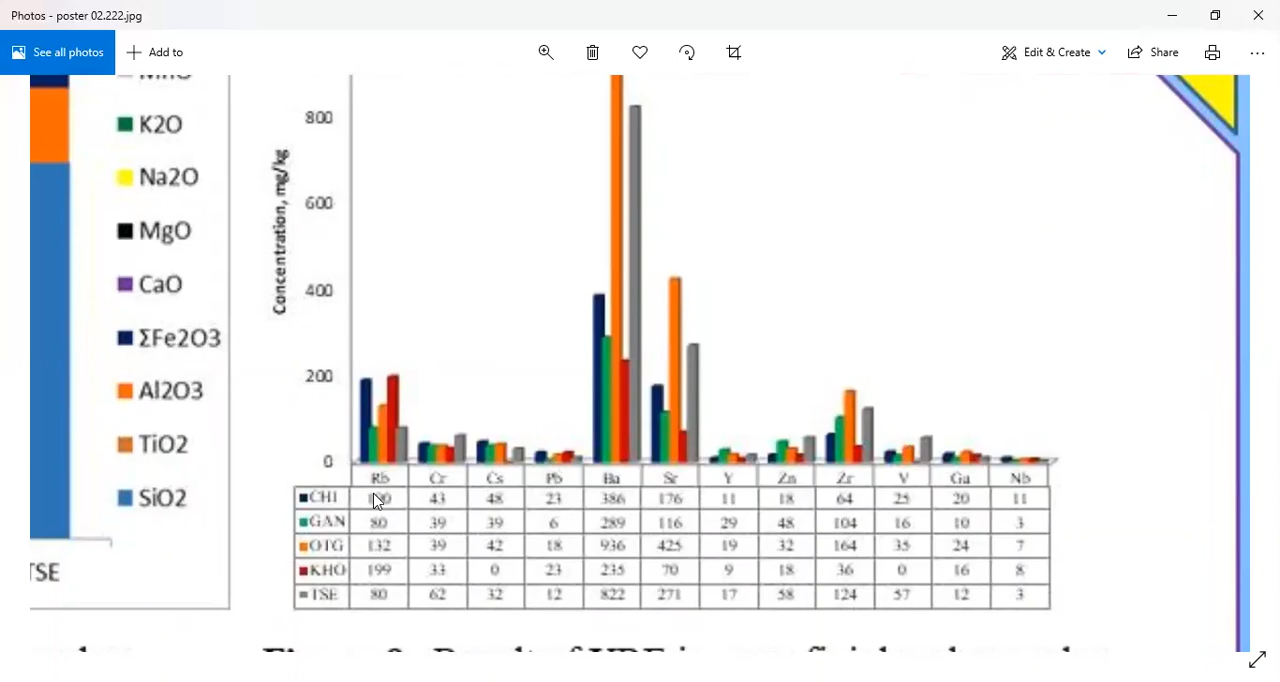 Photos - poster 02.222.jpg
See all photos
Add to
Edit & Create
Share
MnO
K2O
Na2O
MgO
CaO
ΣFe2O3
Al2O3
TiO2
SiO2
TSE
Concentration, mg/kg
800
600
400
200
0
Rb Cr Cs Pb Ba Sr Y Zn Zr V Ga Nb
CHI 43 48 23 386 176 11 18 64 25 20 11
GAN 80 39 39 6 289 116 29 48 104 16 10 3
OTG 132 39 42 18 936 425 19 32 164 35 24 7
KHO 199 33 0 23 235 70 9 18 36 0 16 8
TSE 80 62 32 12 822 271 17 58 124 57 12 3